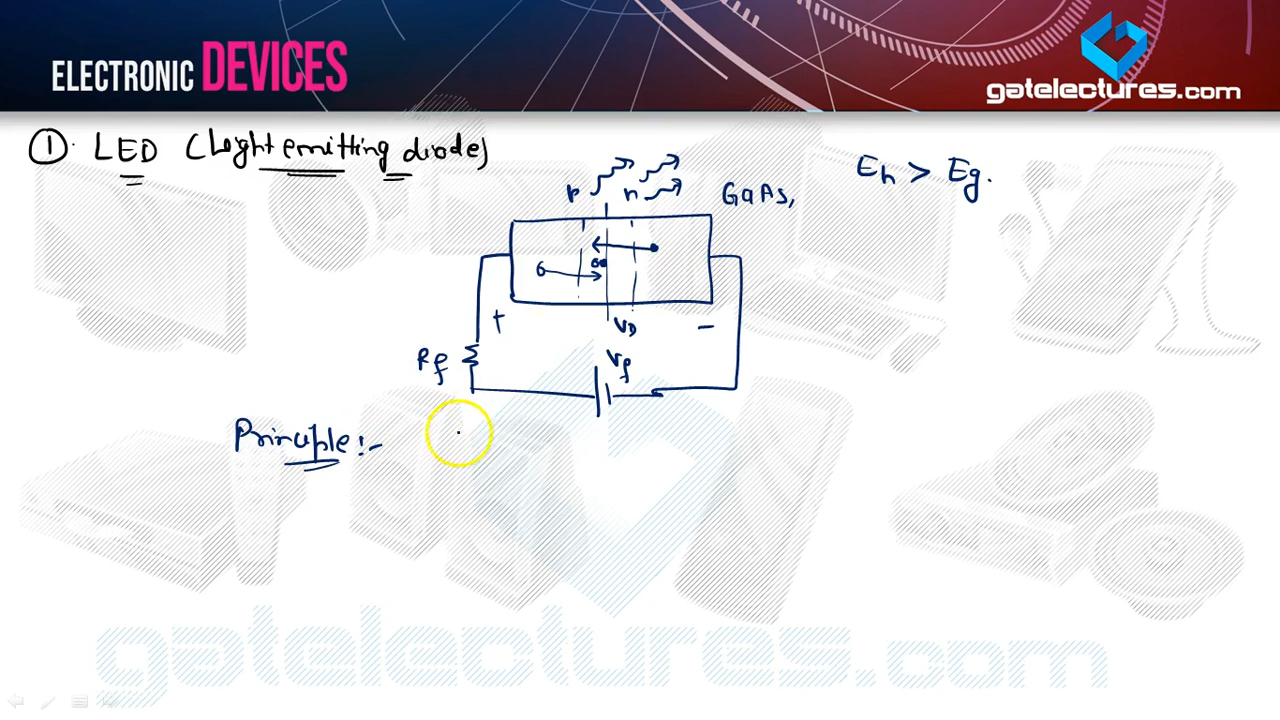 ELECTRONIC DEVICES
gatelectures.com
① LED (Light emitting diode)
p n GaAs,
Eh > Eg.
+ VD -
Rf Vf
Principle:-
gatelectures.com